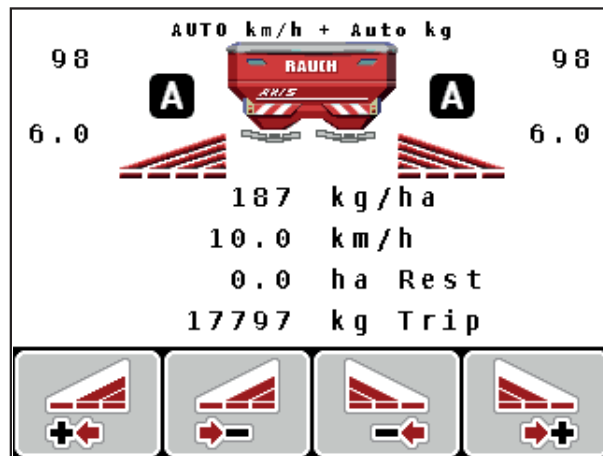 AUTO km/h + Auto kg
98 98
RAUCH
AXIS
A A
6.0 6.0
187 kg/ha
10.0 km/h
0.0 ha Rest
17797 kg Trip